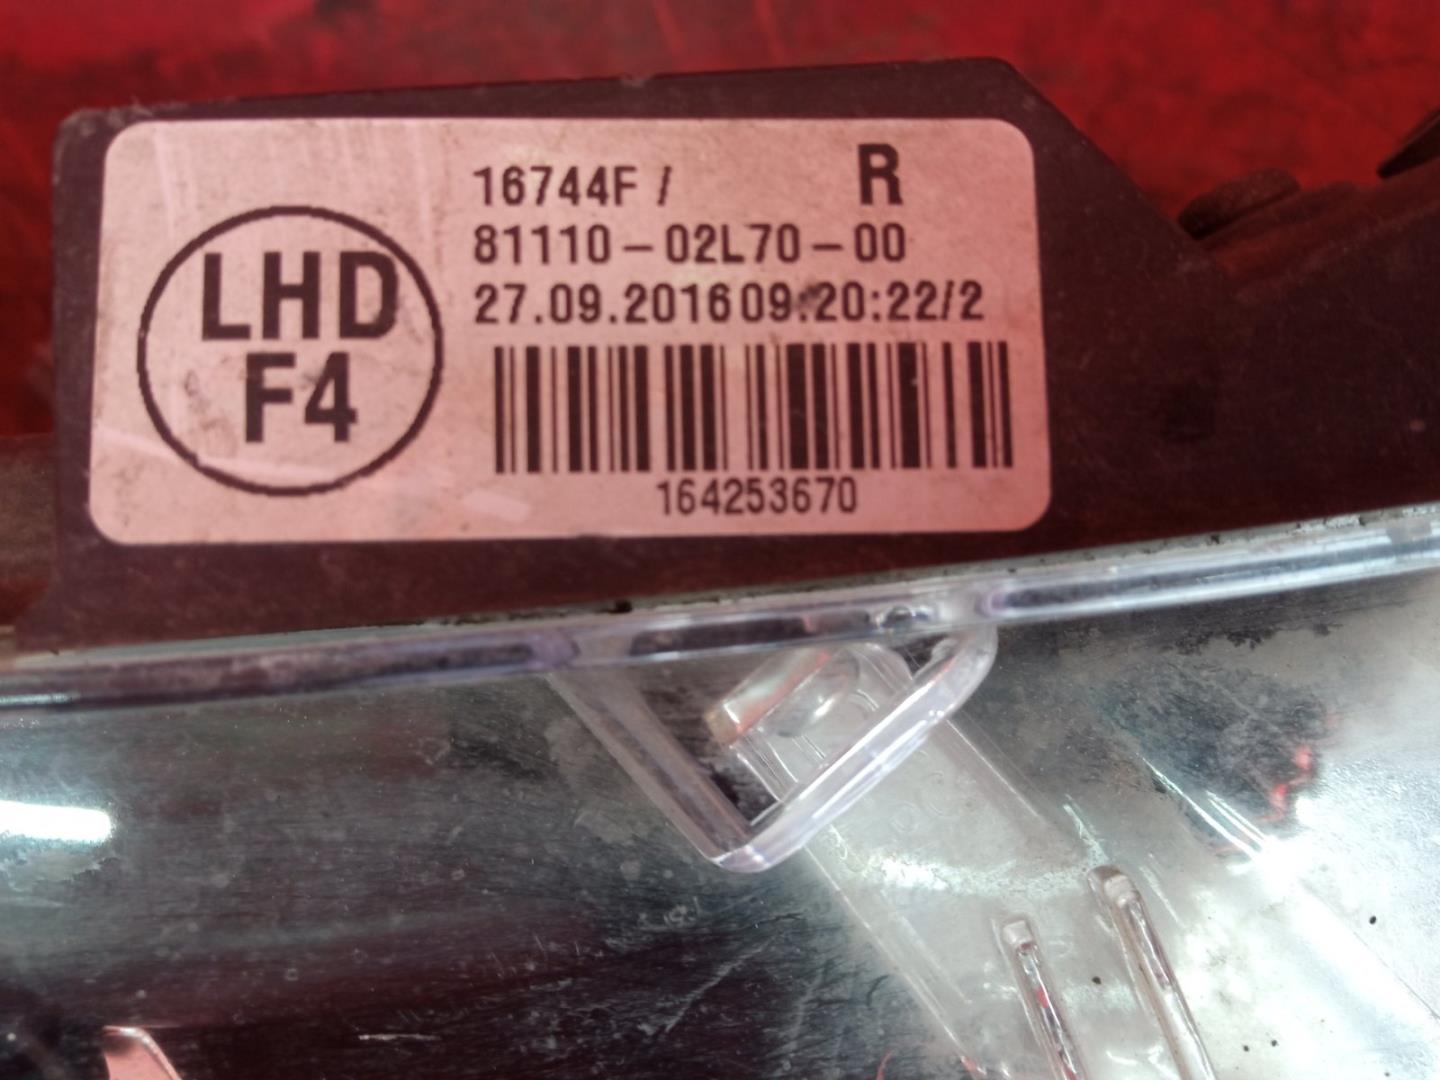 LHD
F4
16744F / R
81110-02L70-00
27.09.2016 09:20:22/2
164253670